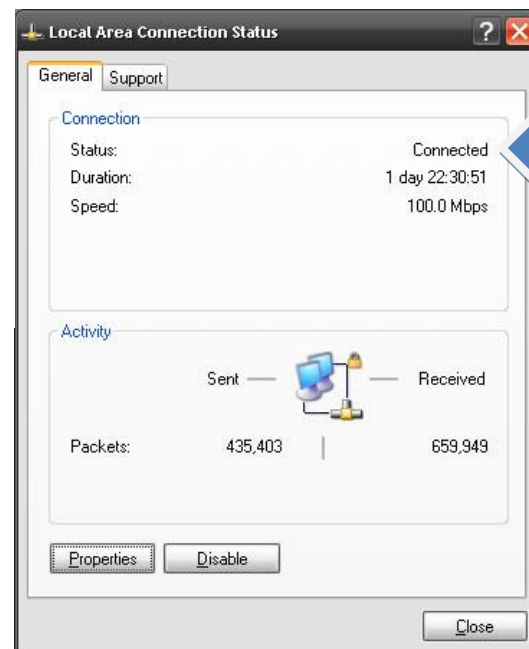 Local Area Connection Status
General Support
Connection
Status: Connected
Duration: 1 day 22:30:51
Speed: 100.0 Mbps
Activity
Sent — — Received
Packets: 435,403 | 659,949
Properties Disable
Close